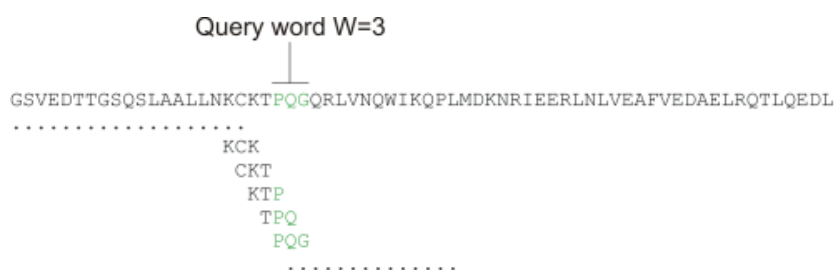 Query word W=3
GSVEDTTGSQSLAALLNKCKTPQGQRLVNQWIKQPLMDKNRIEERLNLVEAFVEDAELRQTLQEDL
...................
KCK
CKT
KTP
TPQ
PQG
..............